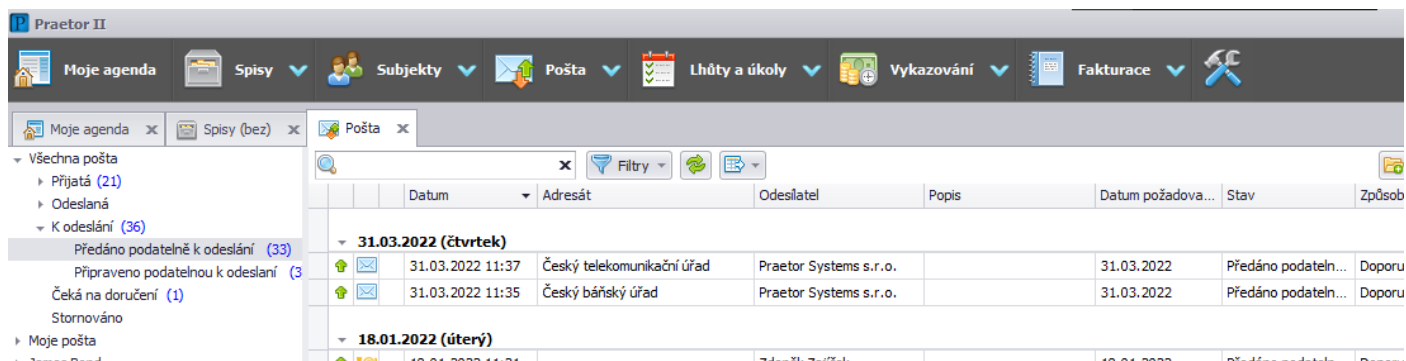 Praetor II
Moje agenda Spisy Subjekty Pošta Lhůty a úkoly Vykazování Fakturace
Moje agenda x Spisy (bez) x Pošta x
Všechna pošta
Přijatá (21)
Odeslaná
K odeslání (36)
Předáno podatelně k odeslání (33)
Připraveno podatelnou k odeslaní (3
Čeká na doručení (1)
Stornováno
Moje pošta
x Filtry
Datum Adresát Odesílatel Popis Datum požadova... Stav Způsob
31.03.2022 (čtvrtek)
31.03.2022 11:37 Český telekomunikační úřad Praetor Systems s.r.o. 31.03.2022 Předáno podateln... Doporu
31.03.2022 11:35 Český báňský úřad Praetor Systems s.r.o. 31.03.2022 Předáno podateln... Doporu
18.01.2022 (úterý)